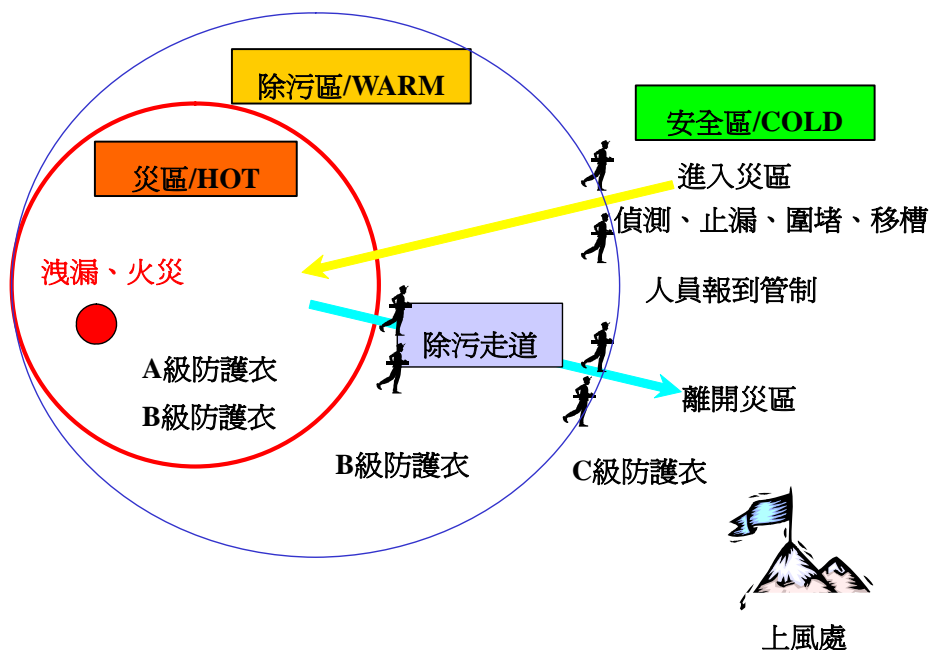 除污區/WARM
安全區/COLD
災區/HOT
進入災區
偵測、止漏、圍堵、移槽
洩漏、火災
人員報到管制
除污走道
A級防護衣
離開災區
B級防護衣
B級防護衣
C級防護衣
上風處